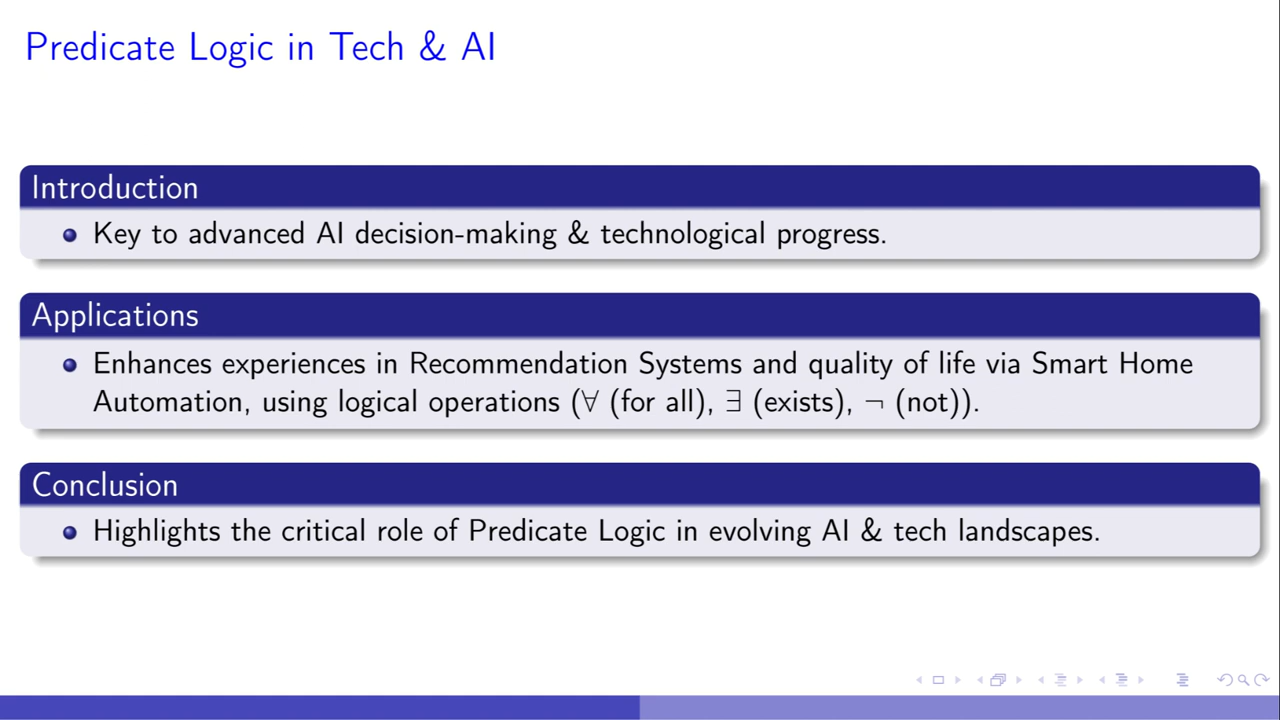 Predicate Logic in Tech & AI
Introduction
Key to advanced AI decision-making & technological progress.
Applications
Enhances experiences in Recommendation Systems and quality of life via Smart Home
Automation, using logical operations (∀ (for all), ∃ (exists), ¬ (not)).
Conclusion
Highlights the critical role of Predicate Logic in evolving AI & tech landscapes.